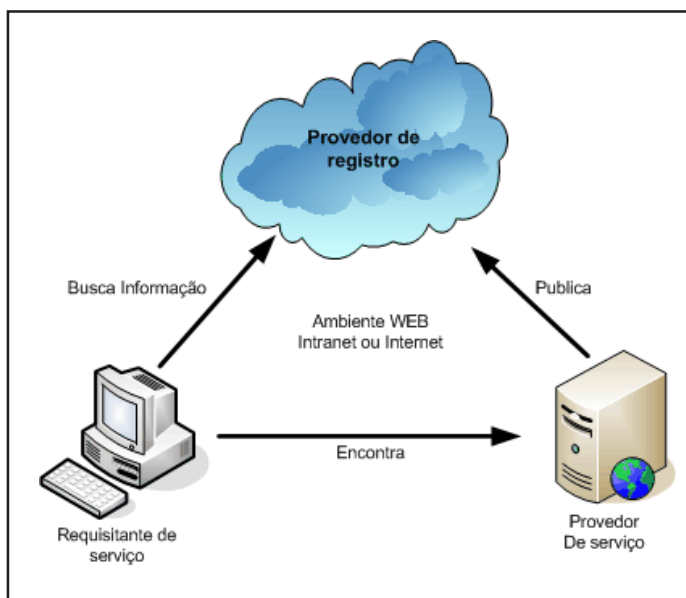 Provedor de
registro
Busca Informação
Publica
Ambiente WEB
Intranet ou Internet
Encontra
Requisitante de
serviço
Provedor
De serviço